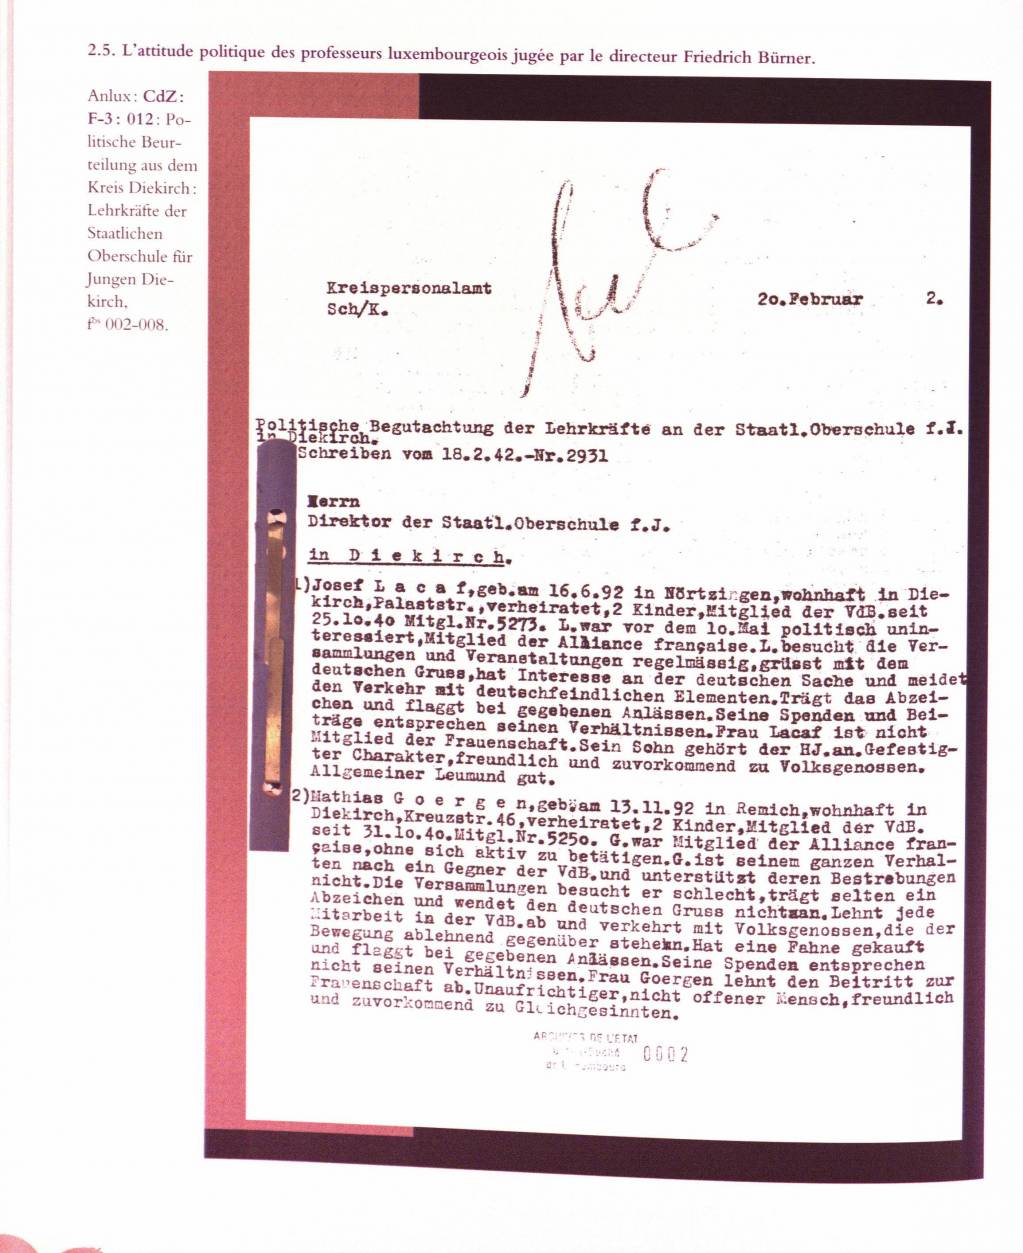 2.5. L'attitude politique des professeurs luxembourgeois jugée par le directeur Friedrich Bürner.
Anlux: CdZ:
F-3: 012: Po-
litische Beur-
teilung aus dem
Kreis Diekirch:
Lehrkräfte der
Staatlichen
Oberschule für
Jungen Die-
kirch,
fos 002-008.
Kreispersonalamt
Sch/K.
2o.Februar 2.
Politische Begutachtung der Lehrkräfte an der Staatl.Oberschule f.J.
in Diekirch.
Schreiben vom 18.2.42.-Nr.2931
Herrn
Direktor der Staatl.Oberschule f.J.
in D i e k i r c h.
1)Josef L a c a f,geb.am 16.6.92 in Nörtzingen,wohnhaft in Die-
kirch,Palaststr.,verheiratet,2 Kinder,Mitglied der VdB.seit
25.1o.4o Mitgl.Nr.5273. L.war vor dem 1o.Mai politisch unin-
teressiert,Mitglied der Alliance française.L.besucht die Ver-
sammlungen und Veranstaltungen regelmässig,grüsst mit dem
deutschen Gruss,hat Interesse an der deutschen Sache und meidet
den Verkehr mit deutschfeindlichen Elementen.Trägt das Abzei-
chen und flaggt bei gegebenen Anlässen.Seine Spenden und Bei-
träge entsprechen seinen Verhältnissen.Frau Lacaf ist nicht
Mitglied der Frauenschaft.Sein Sohn gehört der HJ.an.Gefestig-
ter Charakter,freundlich und zuvorkommend zu Volksgenossen.
Allgemeiner Leumund gut.
2)Mathias G o e r g e n,geb.am 13.11.92 in Remich,wohnhaft in
Diekirch,Kreuzstr.46,verheiratet,2 Kinder,Mitglied der VdB.
seit 31.1o.4o.Mitgl.Nr.525o. G.war Mitglied der Alliance fran-
çaise,ohne sich aktiv zu betätigen.G.ist seinem ganzen Verhal-
ten nach ein Gegner der VdB.und unterstützt deren Bestrebungen
nicht.Die Versammlungen besucht er schlecht,trägt selten ein
Abzeichen und wendet den deutschen Gruss nichtaan.Lehnt jede
Mitarbeit in der VdB.ab und verkehrt mit Volksgenossen,die der
Bewegung ablehnend gegenüber stehekn.Hat eine Fahne gekauft
und flaggt bei gegebenen Anlässen.Seine Spenden entsprechen
nicht seinen Verhältnissen.Frau Goergen lehnt den Beitritt zur
Frauenschaft ab.Unaufrichtiger,nicht offener Mensch,freundlich
und zuvorkommend zu Gleichgesinnten.
ARCHIVES DE L'ETAT
0002